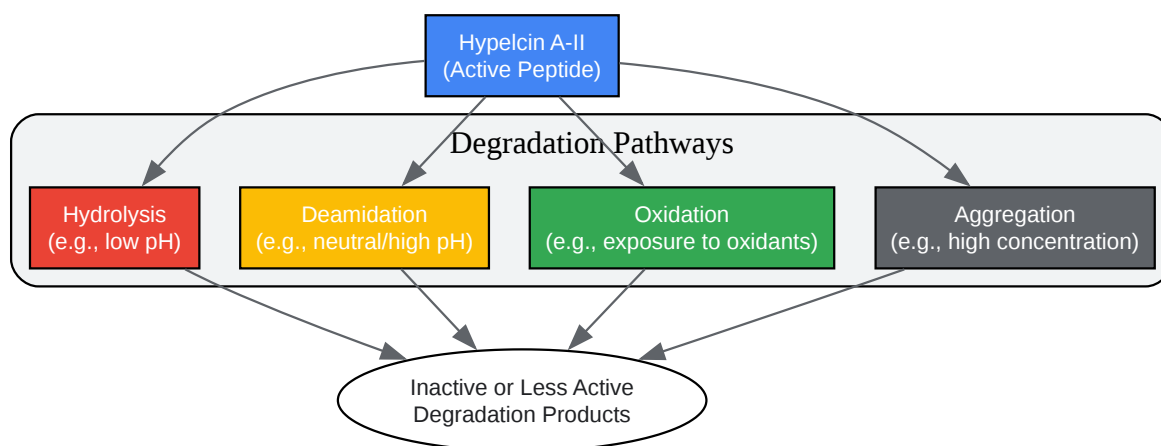 Hypelcin A-II
(Active Peptide)
Degradation Pathways
Hydrolysis
(e.g., low pH)
Deamidation
(e.g., neutral/high pH)
Oxidation
(e.g., exposure to oxidants)
Aggregation
(e.g., high concentration)
Inactive or Less Active
Degradation Products